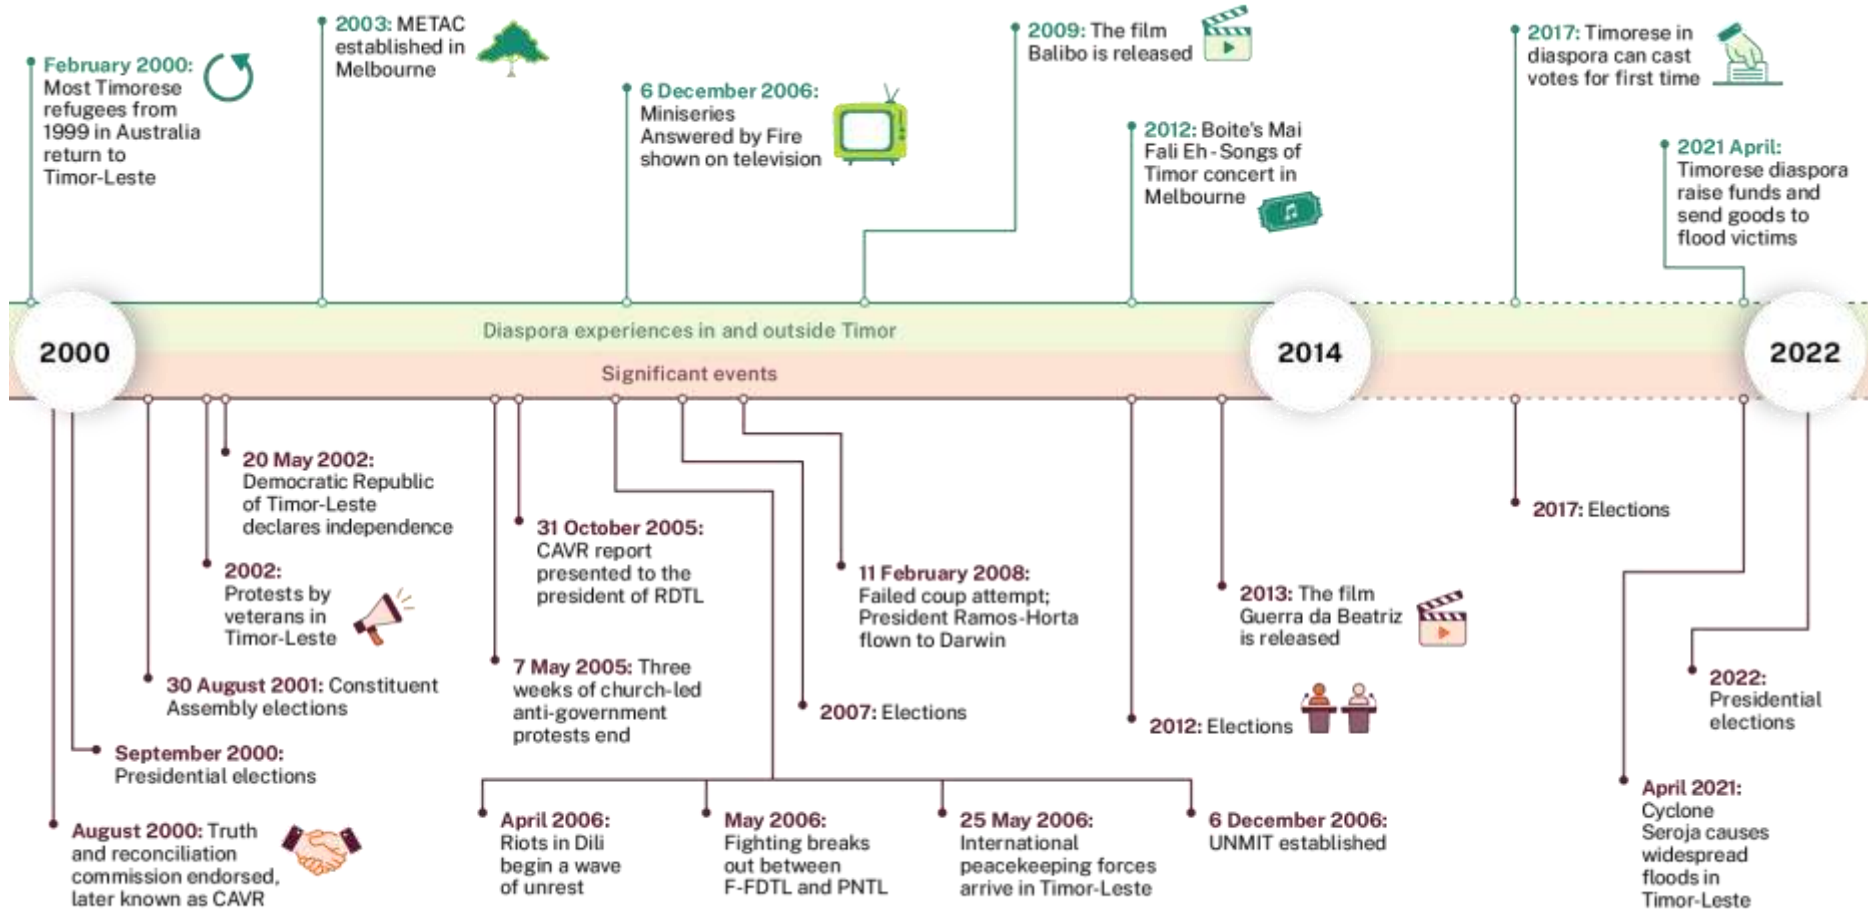 February 2000:
Most Timorese
refugees from
1999 in Australia
return to
Timor-Leste
2003: METAC
established in
Melbourne
6 December 2006:
Miniseries
Answered by Fire
shown on television
2009: The film
Balibo is released
2012: Boite's Mai
Fali Eh - Songs of
Timor concert in
Melbourne
2017: Timorese in
diaspora can cast
votes for first time
2021 April:
Timorese diaspora
raise funds and
send goods to
flood victims
Diaspora experiences in and outside Timor
2000
2014
2022
Significant events
20 May 2002:
Democratic Republic
of Timor-Leste
declares independence
2002:
Protests by
veterans in
Timor-Leste
30 August 2001: Constituent
Assembly elections
September 2000:
Presidential elections
August 2000: Truth
and reconciliation
commission endorsed,
later known as CAVR
31 October 2005:
CAVR report
presented to the
president of RDTL
7 May 2005: Three
weeks of church-led
anti-government
protests end
11 February 2008:
Failed coup attempt;
President Ramos-Horta
flown to Darwin
2007: Elections
April 2006:
Riots in Dili
begin a wave
of unrest
May 2006:
Fighting breaks
out between
F-FDTL and PNTL
25 May 2006:
International
peacekeeping forces
arrive in Timor-Leste
6 December 2006:
UNMIT established
2013: The film
Guerra da Beatriz
is released
2012: Elections
2017: Elections
2022:
Presidential
elections
April 2021:
Cyclone
Seroja causes
widespread
floods in
Timor-Leste